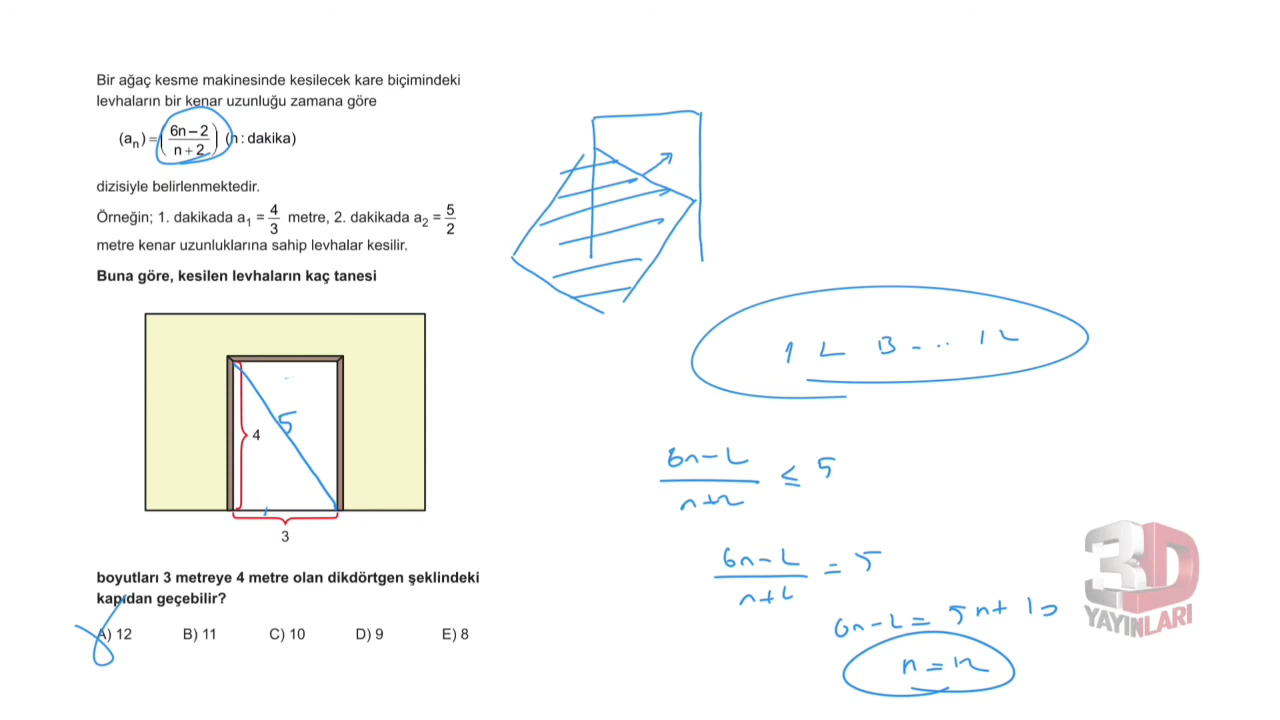 Bir ağaç kesme makinesinde kesilecek kare biçimindeki
levhaların bir kenar uzunluğu zamana göre
(aₙ) = ( (6n – 2)/(n + 2) ) (n : dakika)
dizisiyle belirlenmektedir.
Örneğin; 1. dakikada a₁ = 4/3 metre, 2. dakikada a₂ = 5/2
metre kenar uzunluklarına sahip levhalar kesilir.
Buna göre, kesilen levhaların kaç tanesi
5
4
3
boyutları 3 metreye 4 metre olan dikdörtgen şeklindeki
kapıdan geçebilir?
A) 12 B) 11 C) 10 D) 9 E) 8
1 2 3 ... 12
(6n – 2)/(n + 2) ≤ 5
(6n – 2)/(n + 2) = 5
6n – 2 = 5n + 10
n = 12
3D
YAYINLARI